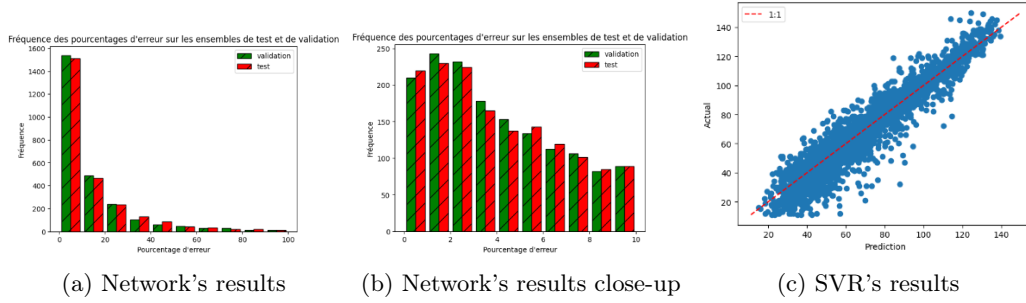 Fréquence des pourcentages d'erreur sur les ensembles de test et de validation
1600
1400
1200
1000
800
600
400
200
0
Fréquence
validation
test
0
20
40
60
80
100
Pourcentage d'erreur
(a) Network's results
Fréquence des pourcentages d'erreur sur les ensembles de test et de validation
250
200
150
100
50
0
Fréquence
validation
test
0
2
4
6
8
10
Pourcentage d'erreur
(b) Network's results close-up
140
120
100
80
60
40
20
Actual
1:1
20
40
60
80
100
120
140
Prediction
(c) SVR's results